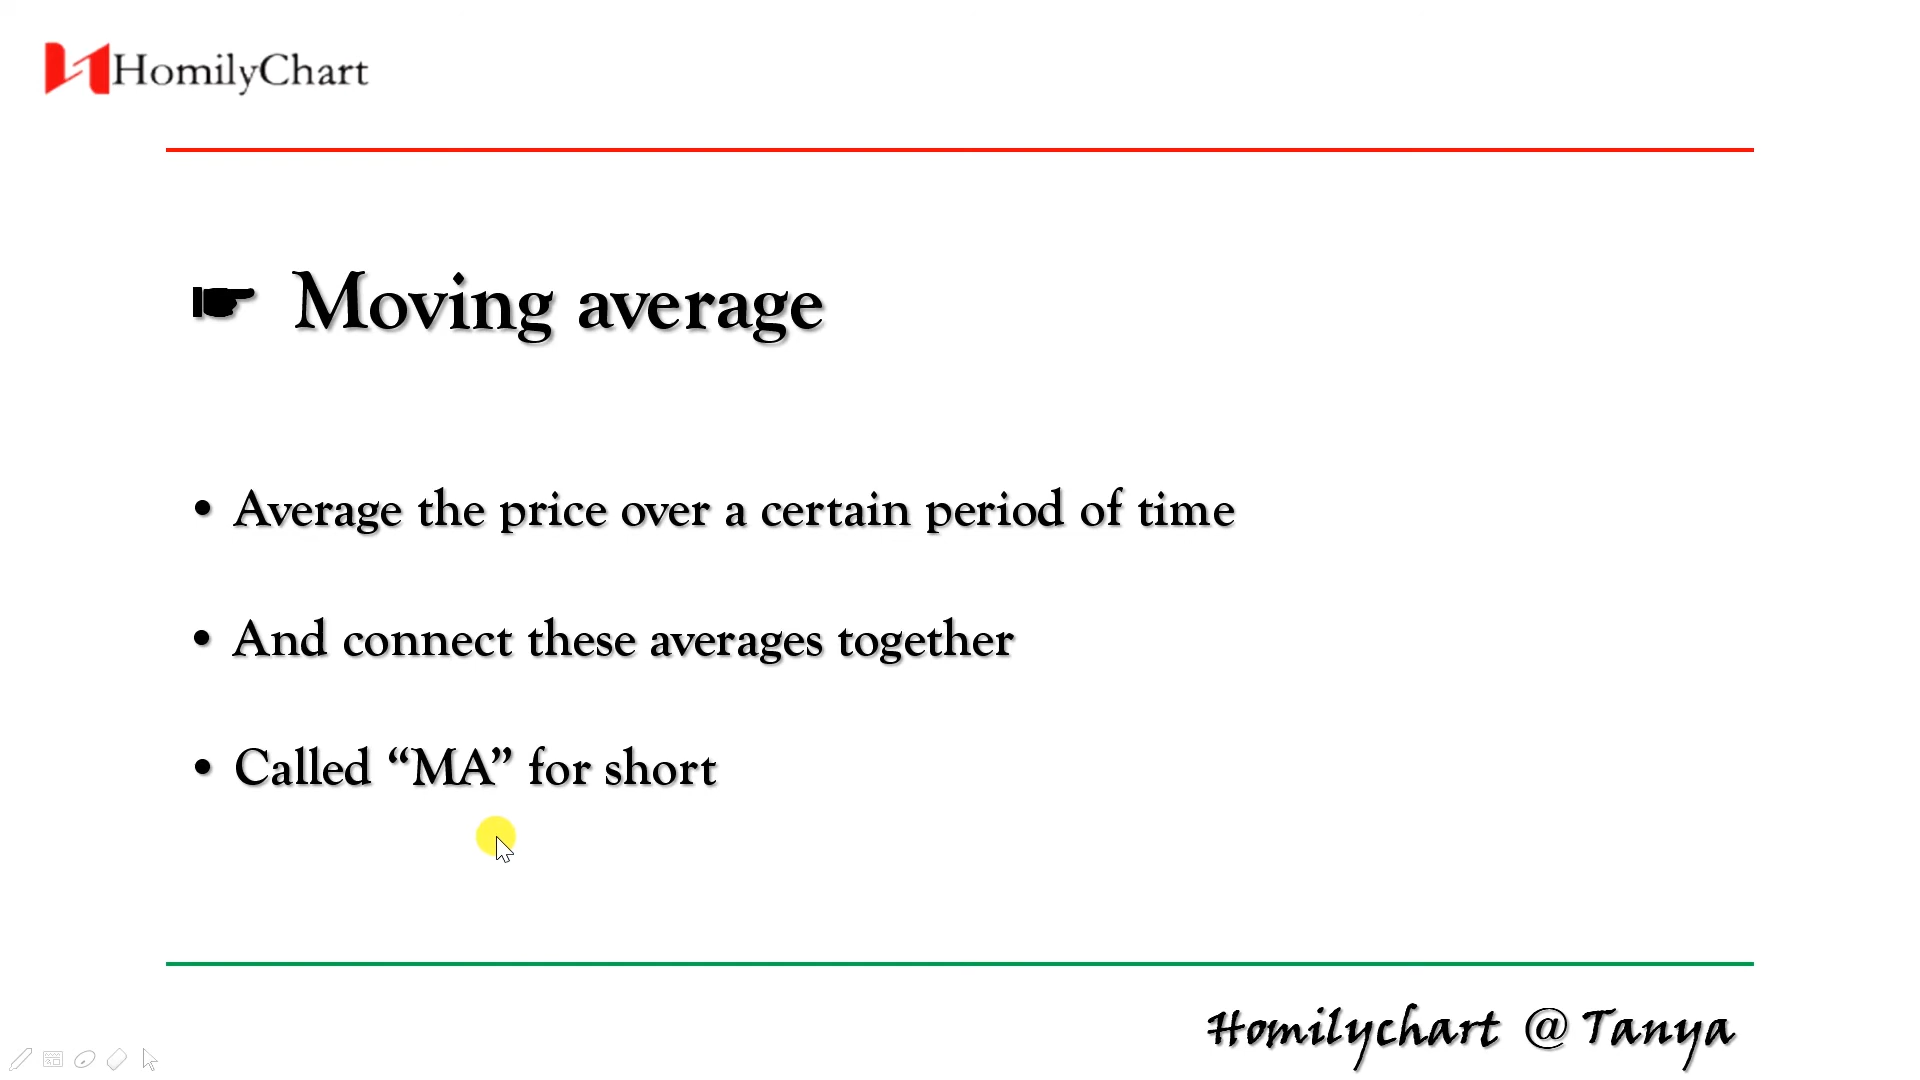 HomilyChart
☛ Moving average
• Average the price over a certain period of time
• And connect these averages together
• Called “MA” for short
Homilychart @ Tanya